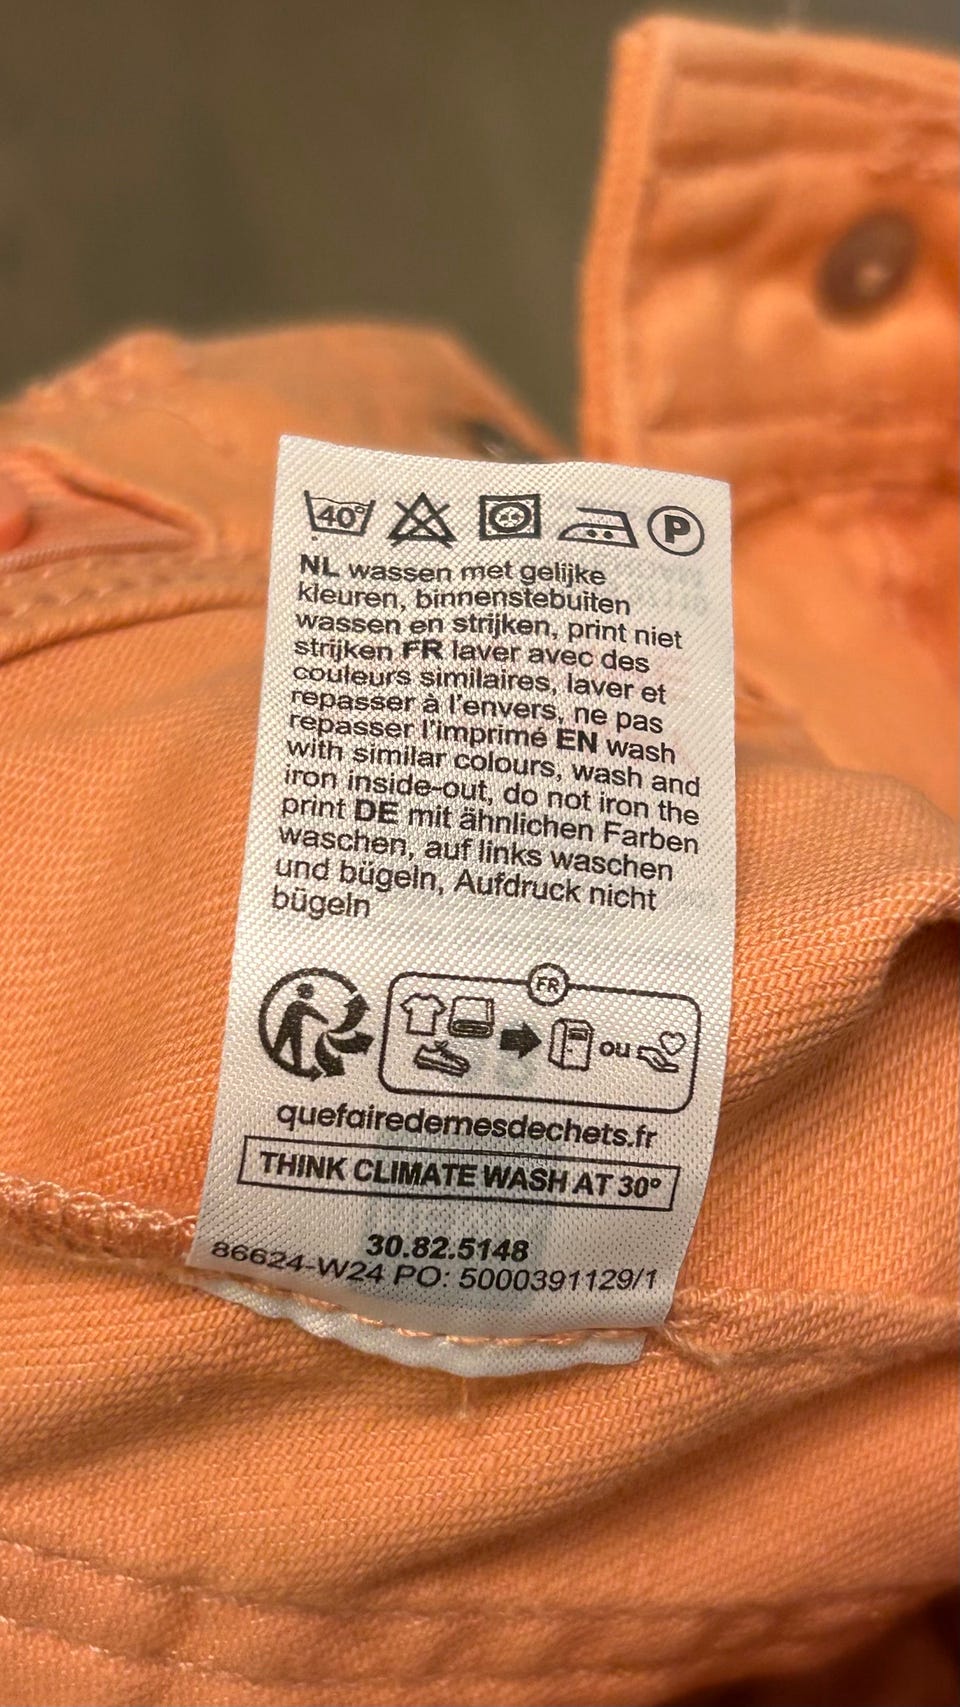 40°
P
NL wassen met gelijke
kleuren, binnenstebuiten
wassen en strijken, print niet
strijken FR laver avec des
couleurs similaires, laver et
repasser à l'envers, ne pas
repasser l'imprimé EN wash
with similar colours, wash and
iron inside-out, do not iron the
print DE mit ähnlichen Farben
waschen, auf links waschen
und bügeln, Aufdruck nicht
bügeln
FR
ou
quefairedemesdechets.fr
THINK CLIMATE WASH AT 30°
30.82.5148
86624-W24 PO: 5000391129/1